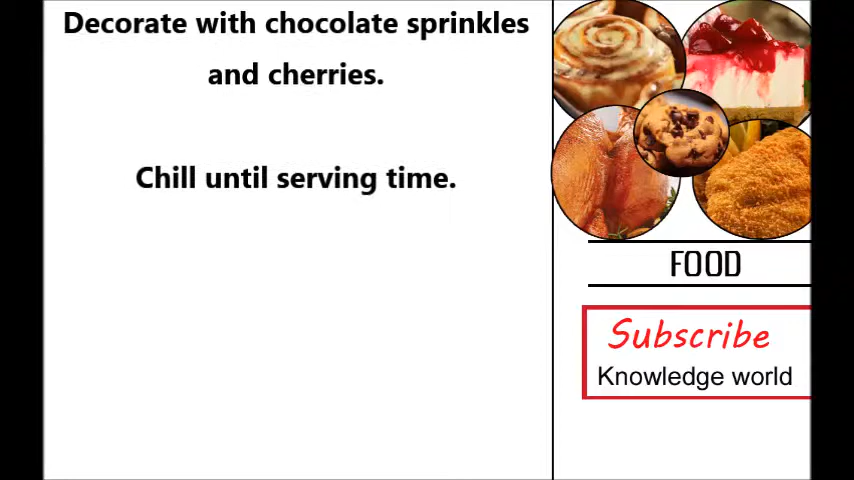 Decorate with chocolate sprinkles
and cherries.
Chill until serving time.
FOOD
Subscribe
Knowledge world